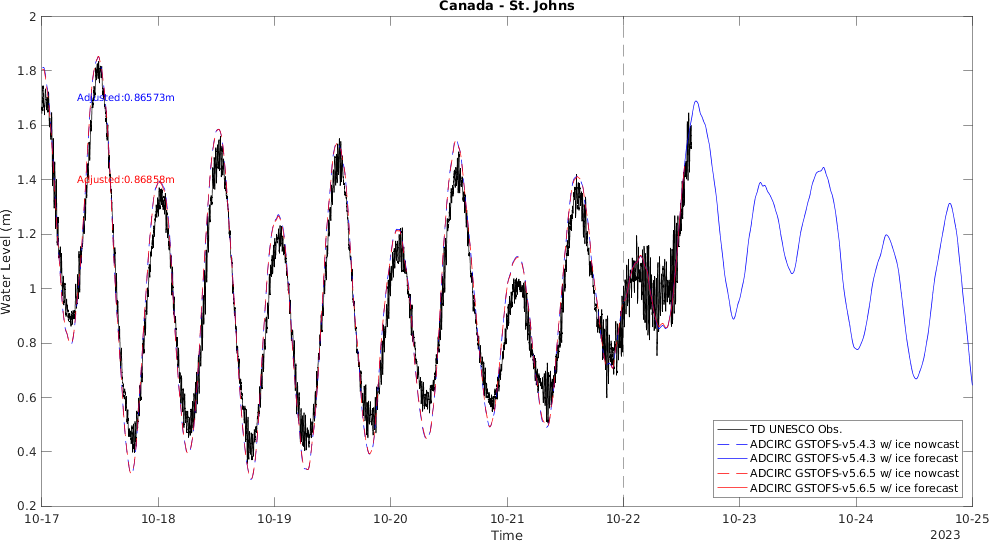 Canada - St. Johns
2
1.8
1.6
1.4
1.2
1
0.8
0.6
0.4
0.2
Water Level (m)
Adjusted:0.86573m
Adjusted:0.86858m
TD UNESCO Obs.
ADCIRC GSTOFS-v5.4.3 w/ ice nowcast
ADCIRC GSTOFS-v5.4.3 w/ ice forecast
ADCIRC GSTOFS-v5.6.5 w/ ice nowcast
ADCIRC GSTOFS-v5.6.5 w/ ice forecast
10-17 10-18 10-19 10-20 10-21 10-22 10-23 10-24 10-25
Time
2023